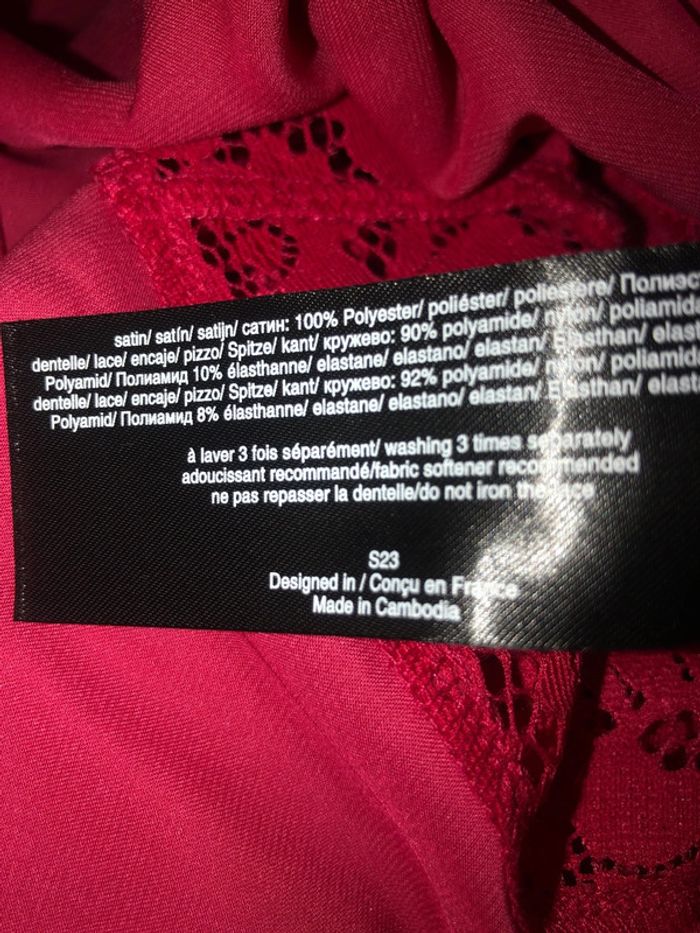 satin/ satín/ satijn/ сатин: 100% Polyester/ poliéster/ poliestere/ Полиэс
dentelle/ lace/ encaje/ pizzo/ Spitze/ kant/ кружево: 90% polyamide/ nylon/ poliamid
Polyamid/ Полиамид 10% élasthanne/ elastane/ elastano/ elastan/ Elasthan/ elas
dentelle/ lace/ encaje/ pizzo/ Spitze/ kant/ кружево: 92% polyamide/ nylon/ poliamid
Polyamid/ Полиамид 8% élasthanne/ elastane/ elastano/ elastan/ Elasthan/ elast
à laver 3 fois séparément/ washing 3 times separately
adoucissant recommandé/fabric softener recommended
ne pas repasser la dentelle/do not iron the lace
S23
Designed in / Conçu en France
Made in Cambodia